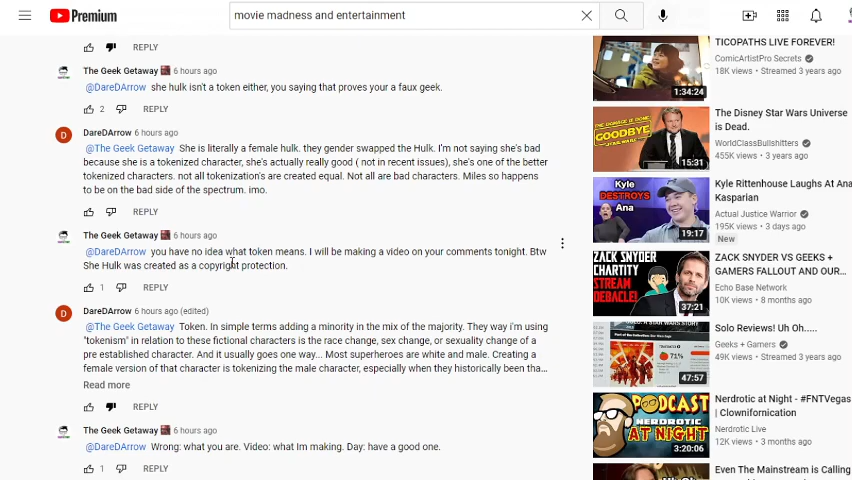 Premium
movie madness and entertainment
REPLY
The Geek Getaway 6 hours ago
@DareDArrow she hulk isn't a token either, you saying that proves your a faux geek.
2 REPLY
D DareDArrow 6 hours ago
@The Geek Getaway She is literally a female hulk. they gender swapped the Hulk. I'm not saying she's bad
because she is a tokenized character, she's actually really good ( not in recent issues), she's one of the better
tokenized characters. not all tokenization's are created equal. Not all are bad characters. Miles so happens
to be on the bad side of the spectrum. imo.
REPLY
The Geek Getaway 6 hours ago
@DareDArrow you have no idea what token means. I will be making a video on your comments tonight. Btw
She Hulk was created as a copyright protection.
1 REPLY
D DareDArrow 6 hours ago (edited)
@The Geek Getaway Token. In simple terms adding a minority in the mix of the majority. They way i'm using
"tokenism" in relation to these fictional characters is the race change, sex change, or sexuality change of a
pre established character. And it usually goes one way... Most superheroes are white and male. Creating a
female version of that character is tokenizing the male character, especially when they historically been tha...
Read more
REPLY
The Geek Getaway 6 hours ago
@DareDArrow Wrong: what you are. Video: what Im making. Day: have a good one.
1 REPLY
TICOPATHS LIVE FOREVER!
ComicArtistPro Secrets
18K views • Streamed 3 years ago
1:34:24
The Disney Star Wars Universe
is Dead.
WorldClassBullshitters
455K views • 3 years ago
GOODBYE
15:31
Kyle Rittenhouse Laughs At Ana
Kasparian
Actual Justice Warrior
195K views • 3 days ago
New
Kyle
DESTROYS
Ana
19:17
ZACK SNYDER VS GEEKS +
GAMERS FALLOUT AND OUR...
Echo Base Network
10K views • 8 months ago
ZACK SNYDER
CHARTITY
STREAM
DEBACLE!
37:21
Solo Reviews! Uh Oh.....
Geeks + Gamers
49K views • Streamed 3 years ago
71%
47:57
Nerdrotic at Night - #FNTVegas
| Clownifornication
Nerdrotic Live
12K views • 3 months ago
PODCAST
NERDROTIC
AT NIGHT
3:20:06
Even The Mainstream is Calling